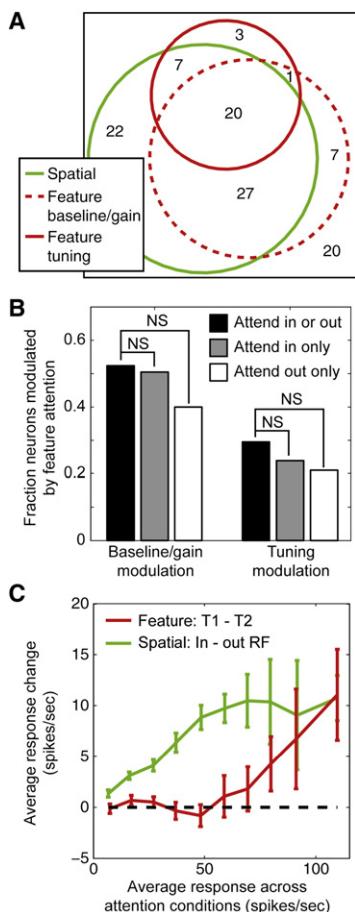 A
3
7
1
22
20
7
27
20
Spatial
Feature
baseline/gain
Feature
tuning
B
NS
NS
Attend in or out
Attend in only
Attend out only
NS
NS
0.6
0.4
0.2
0
Fraction neurons modulated
by feature attention
Baseline/gain
modulation
Tuning
modulation
C
Feature: T1 - T2
Spatial: In - out RF
20
15
10
5
0
−5
Average response change
(spikes/sec)
0
50
100
Average response across
attention conditions (spikes/sec)